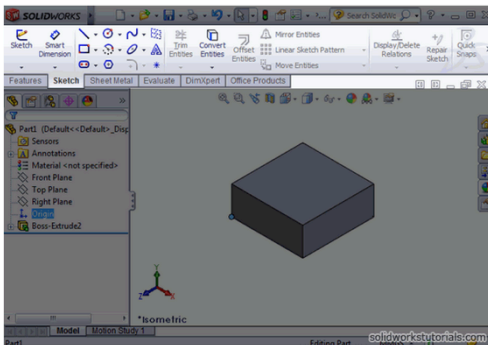 SOLIDWORKS
Search SolidWc
Sketch
Smart Dimension
Trim Entities
Convert Entities
Offset Entities
Mirror Entities
Linear Sketch Pattern
Move Entities
Display/Delete Relations
Repair Sketch
Quick Snaps
Features Sketch Sheet Metal Evaluate DimXpert Office Products
Part1 (Default<<Default>_Disp
Sensors
Annotations
Material <not specified>
Front Plane
Top Plane
Right Plane
Origin
Boss-Extrude2
Y
Z X
*Isometric
Model Motion Study 1
solidworkstutorials.com
Part1 Editing Part